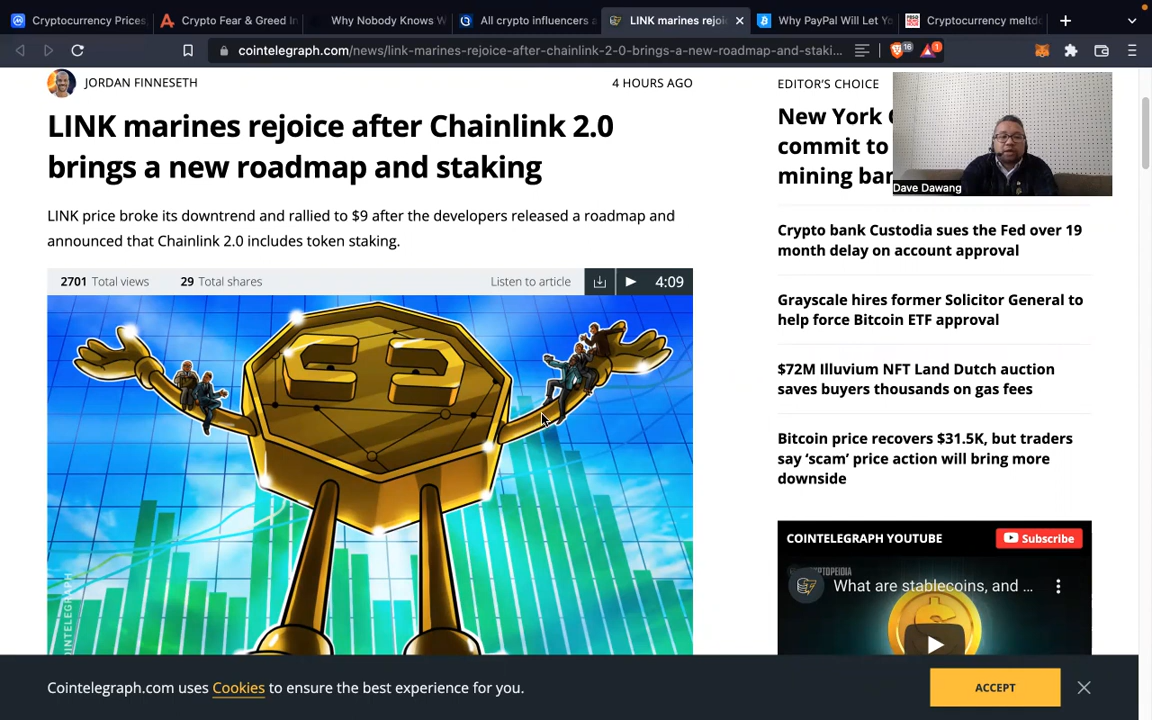 Cryptocurrency Prices
Crypto Fear & Greed In
Why Nobody Knows W
All crypto influencers a
LINK marines rejoi
Why PayPal Will Let Yo
Cryptocurrency meltdo
cointelegraph.com/news/link-marines-rejoice-after-chainlink-2-0-brings-a-new-roadmap-and-staki...
16
1
JORDAN FINNESETH
4 HOURS AGO
LINK marines rejoice after Chainlink 2.0
brings a new roadmap and staking
LINK price broke its downtrend and rallied to $9 after the developers released a roadmap and
announced that Chainlink 2.0 includes token staking.
2701 Total views
29 Total shares
Listen to article
4:09
COINTELEGRAPH
EDITOR'S CHOICE
New York
commit to
mining ban
Dave Dawang
Crypto bank Custodia sues the Fed over 19
month delay on account approval
Grayscale hires former Solicitor General to
help force Bitcoin ETF approval
$72M Illuvium NFT Land Dutch auction
saves buyers thousands on gas fees
Bitcoin price recovers $31.5K, but traders
say 'scam' price action will bring more
downside
COINTELEGRAPH YOUTUBE
Subscribe
What are stablecoins, and ...
Cointelegraph.com uses Cookies to ensure the best experience for you.
ACCEPT